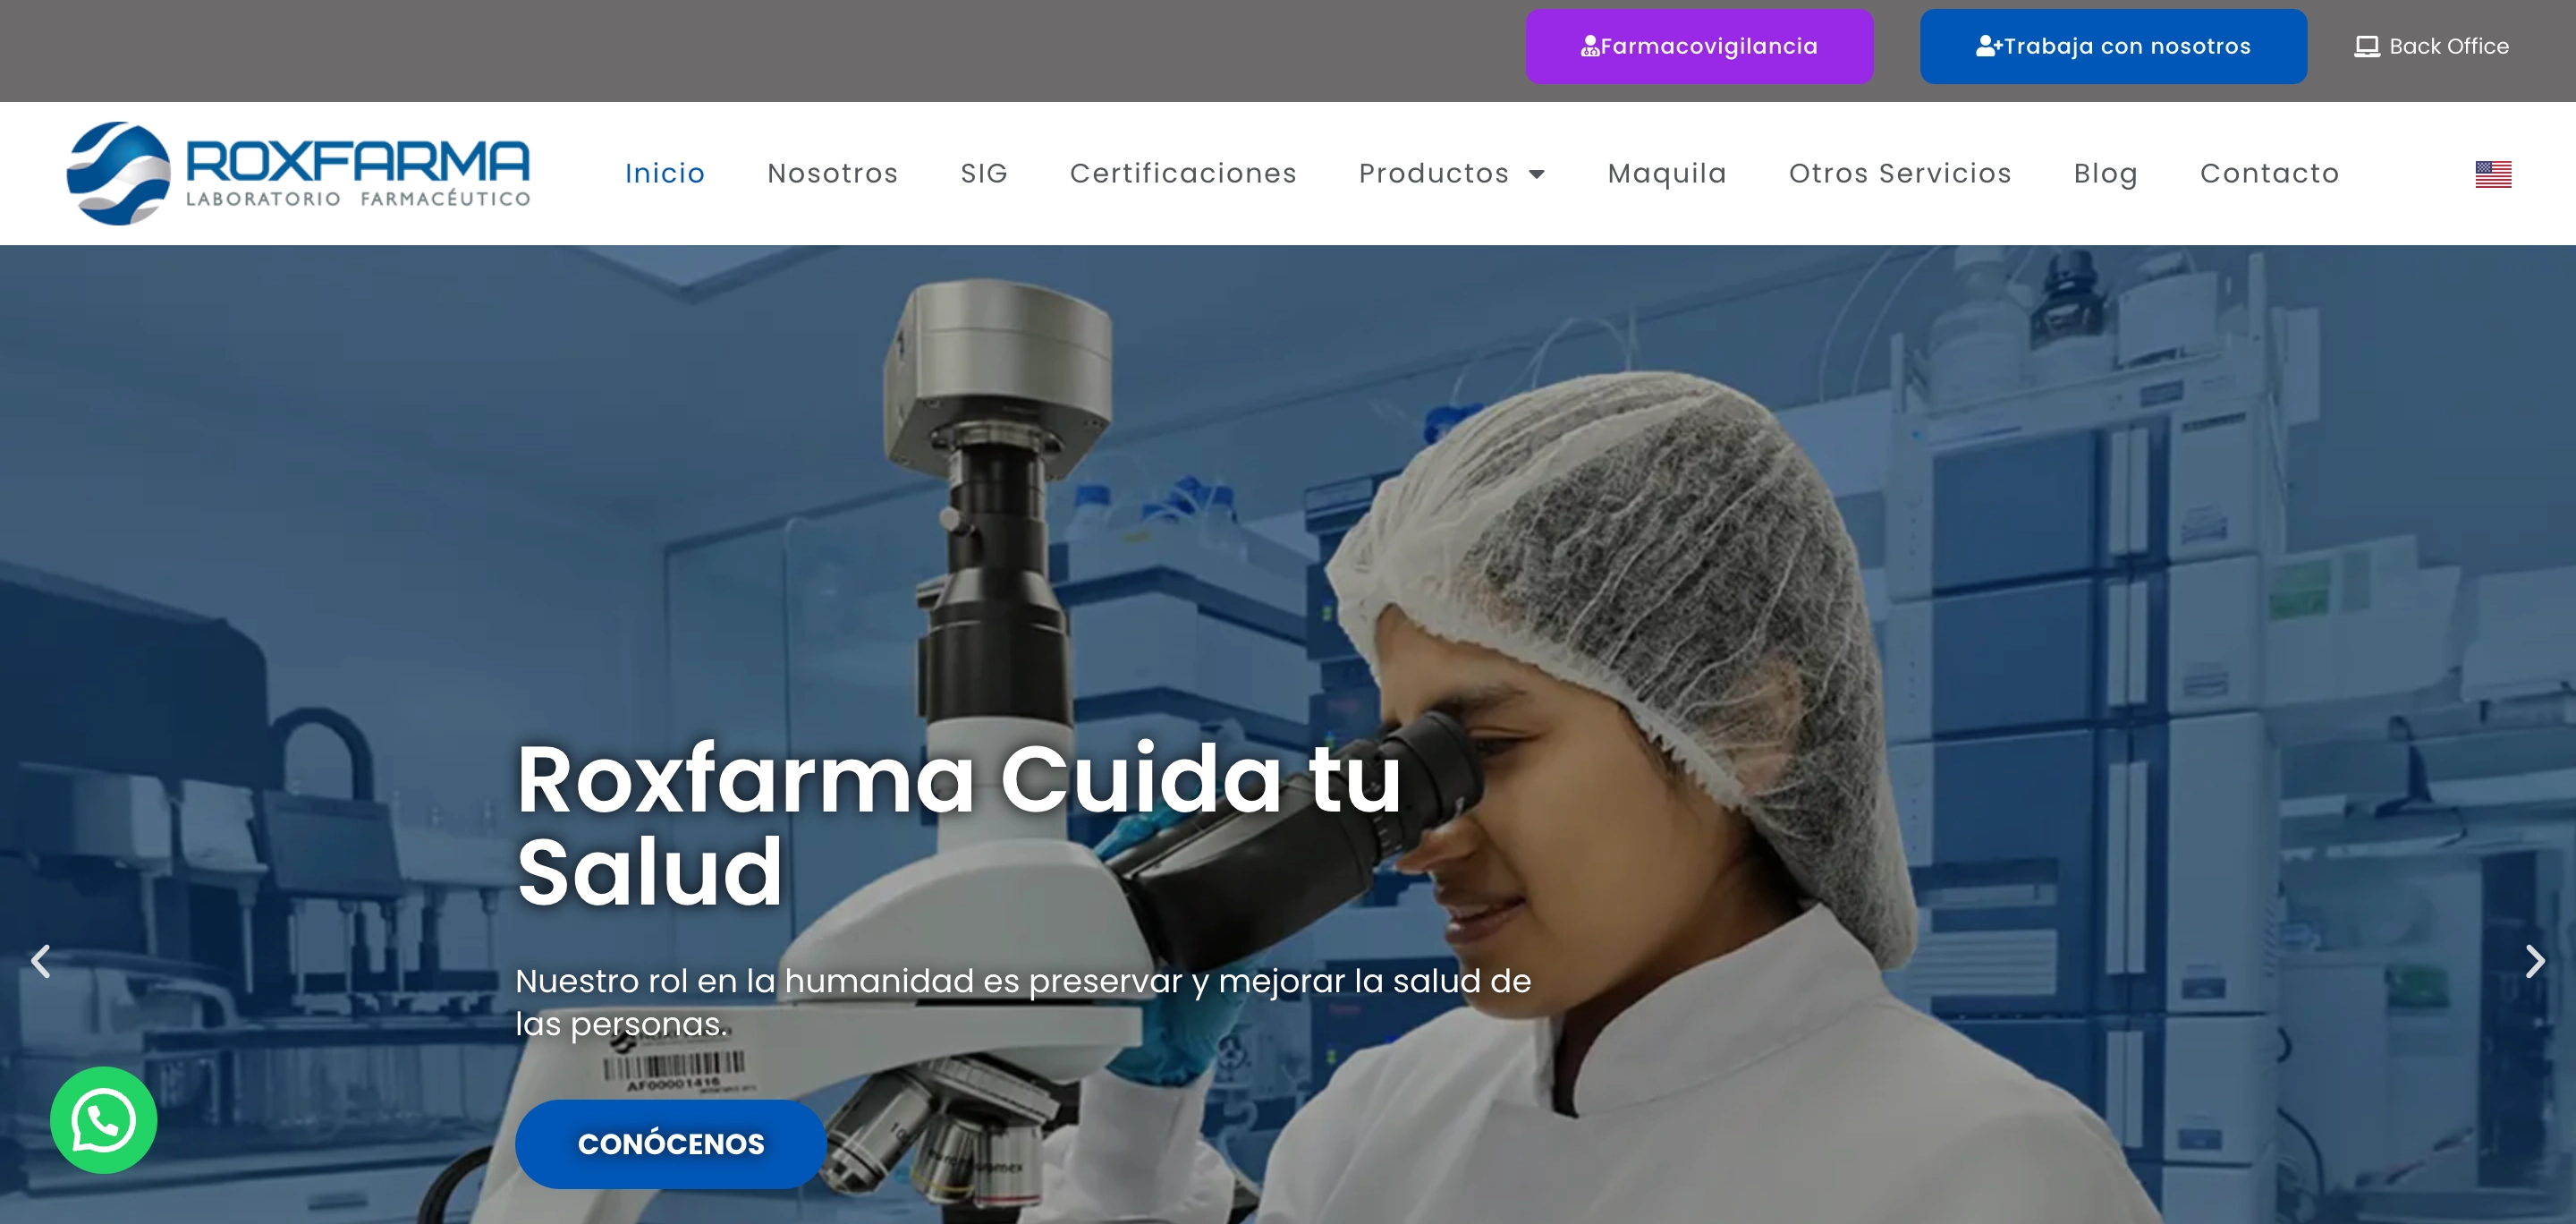 Farmacovigilancia
Trabaja con nosotros
Back Office
ROXFARMA
LABORATORIO FARMACÉUTICO
Inicio
Nosotros
SIG
Certificaciones
Productos
Maquila
Otros Servicios
Blog
Contacto
Roxfarma Cuida tu
Salud
Nuestro rol en la humanidad es preservar y mejorar la salud de
las personas.
AF00001416
CONÓCENOS